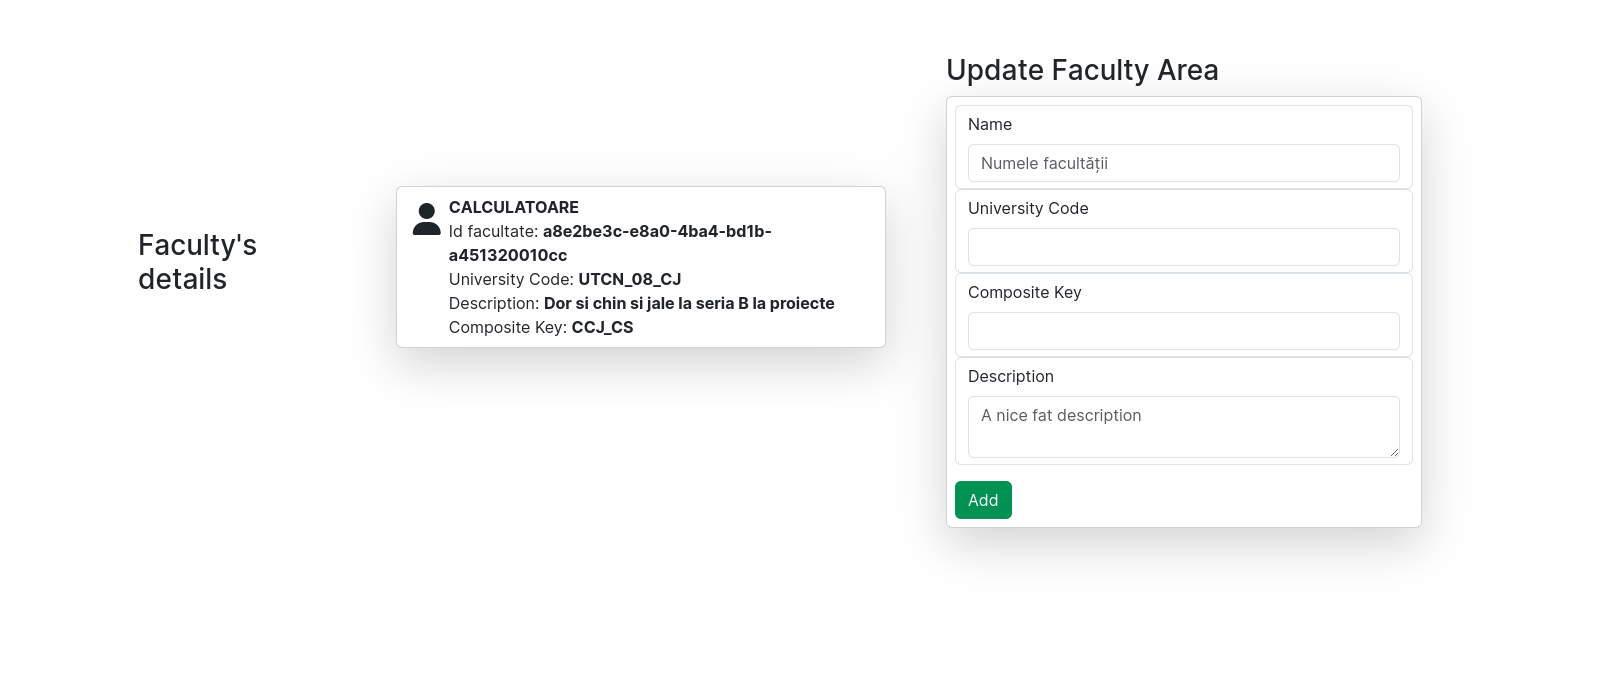 Faculty's
details
CALCULATOARE
Id facultate: a8e2be3c-e8a0-4ba4-bd1b-
a451320010cc
University Code: UTCN_08_CJ
Description: Dor si chin si jale la seria B la proiecte
Composite Key: CCJ_CS
Update Faculty Area
Name
Numele facultății
University Code
Composite Key
Description
A nice fat description
Add